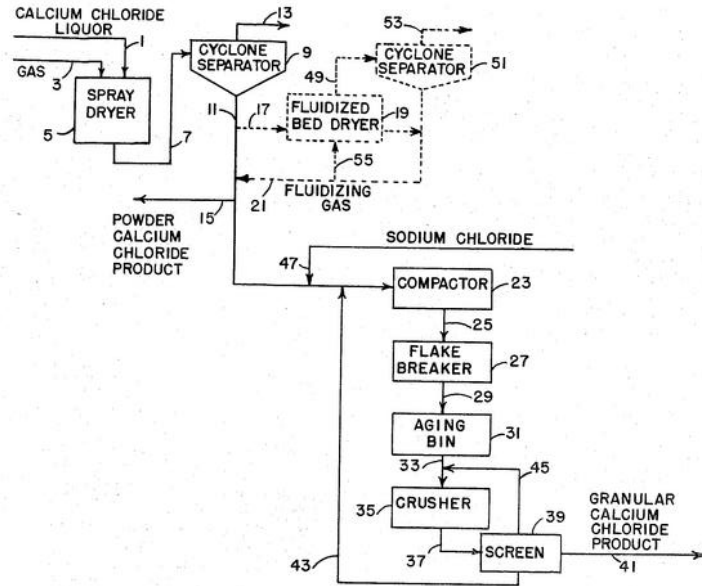 CALCIUM CHLORIDE
LIQUOR
1
GAS
3
SPRAY
DRYER
5
7
CYCLONE
SEPARATOR
9
13
11
17
FLUIDIZED
BED DRYER
19
49
CYCLONE
SEPARATOR
51
53
55
21
FLUIDIZING
GAS
15
POWDER
CALCIUM
CHLORIDE
PRODUCT
SODIUM CHLORIDE
47
COMPACTOR
23
25
FLAKE
BREAKER
27
29
AGING
BIN
31
33
45
CRUSHER
35
37
SCREEN
39
GRANULAR
CALCIUM
CHLORIDE
PRODUCT
41
43